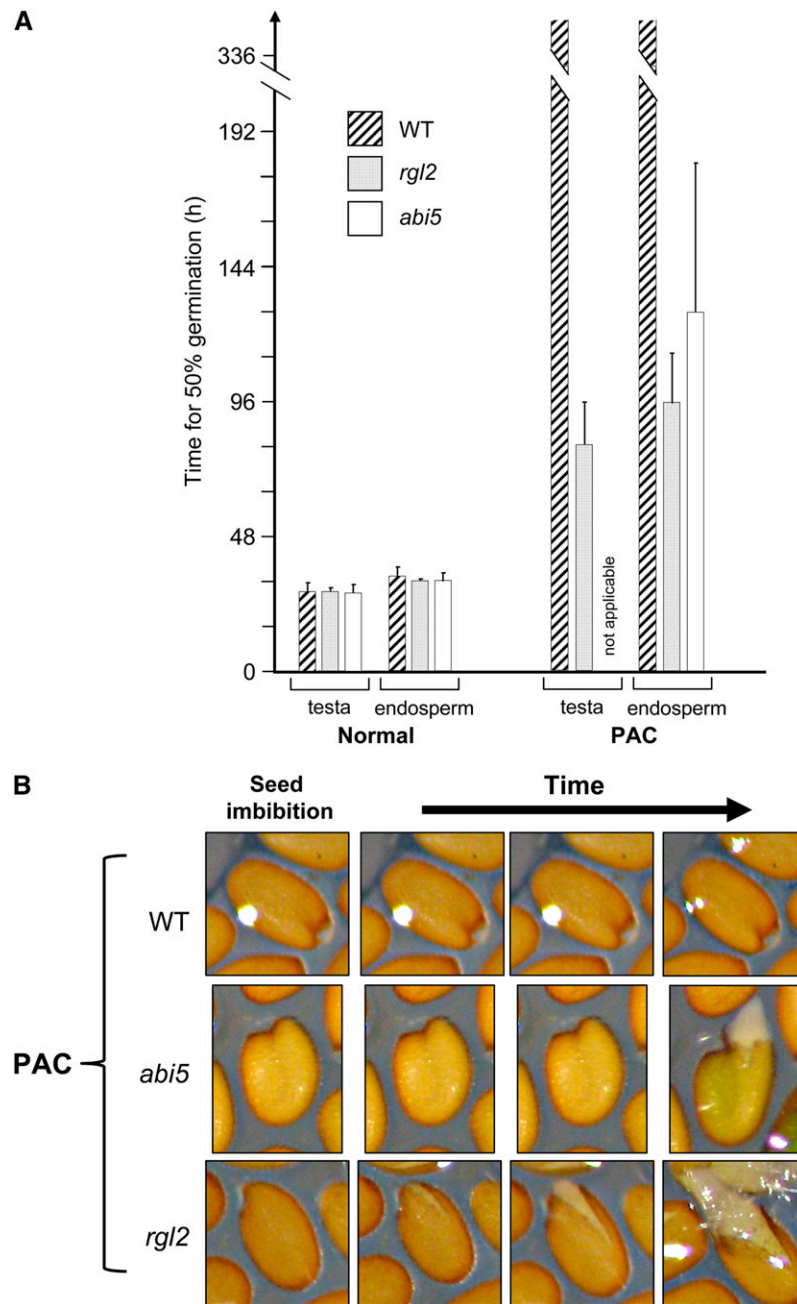 A
Time for 50% germination (h)
336
192
144
96
48
0
WT
rgl2
abi5
not applicable
testa endosperm testa endosperm
Normal PAC
B
Seed
imbibition
Time
PAC
WT
abi5
rgl2